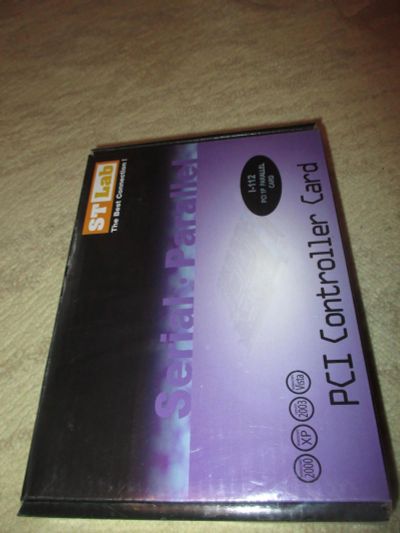 ST Lab
The Best Connection !
Serial & Parallel
I-112
PCI 1P PARALLEL
CARD
PCI Controller Card
2000
XP
2003
Vista